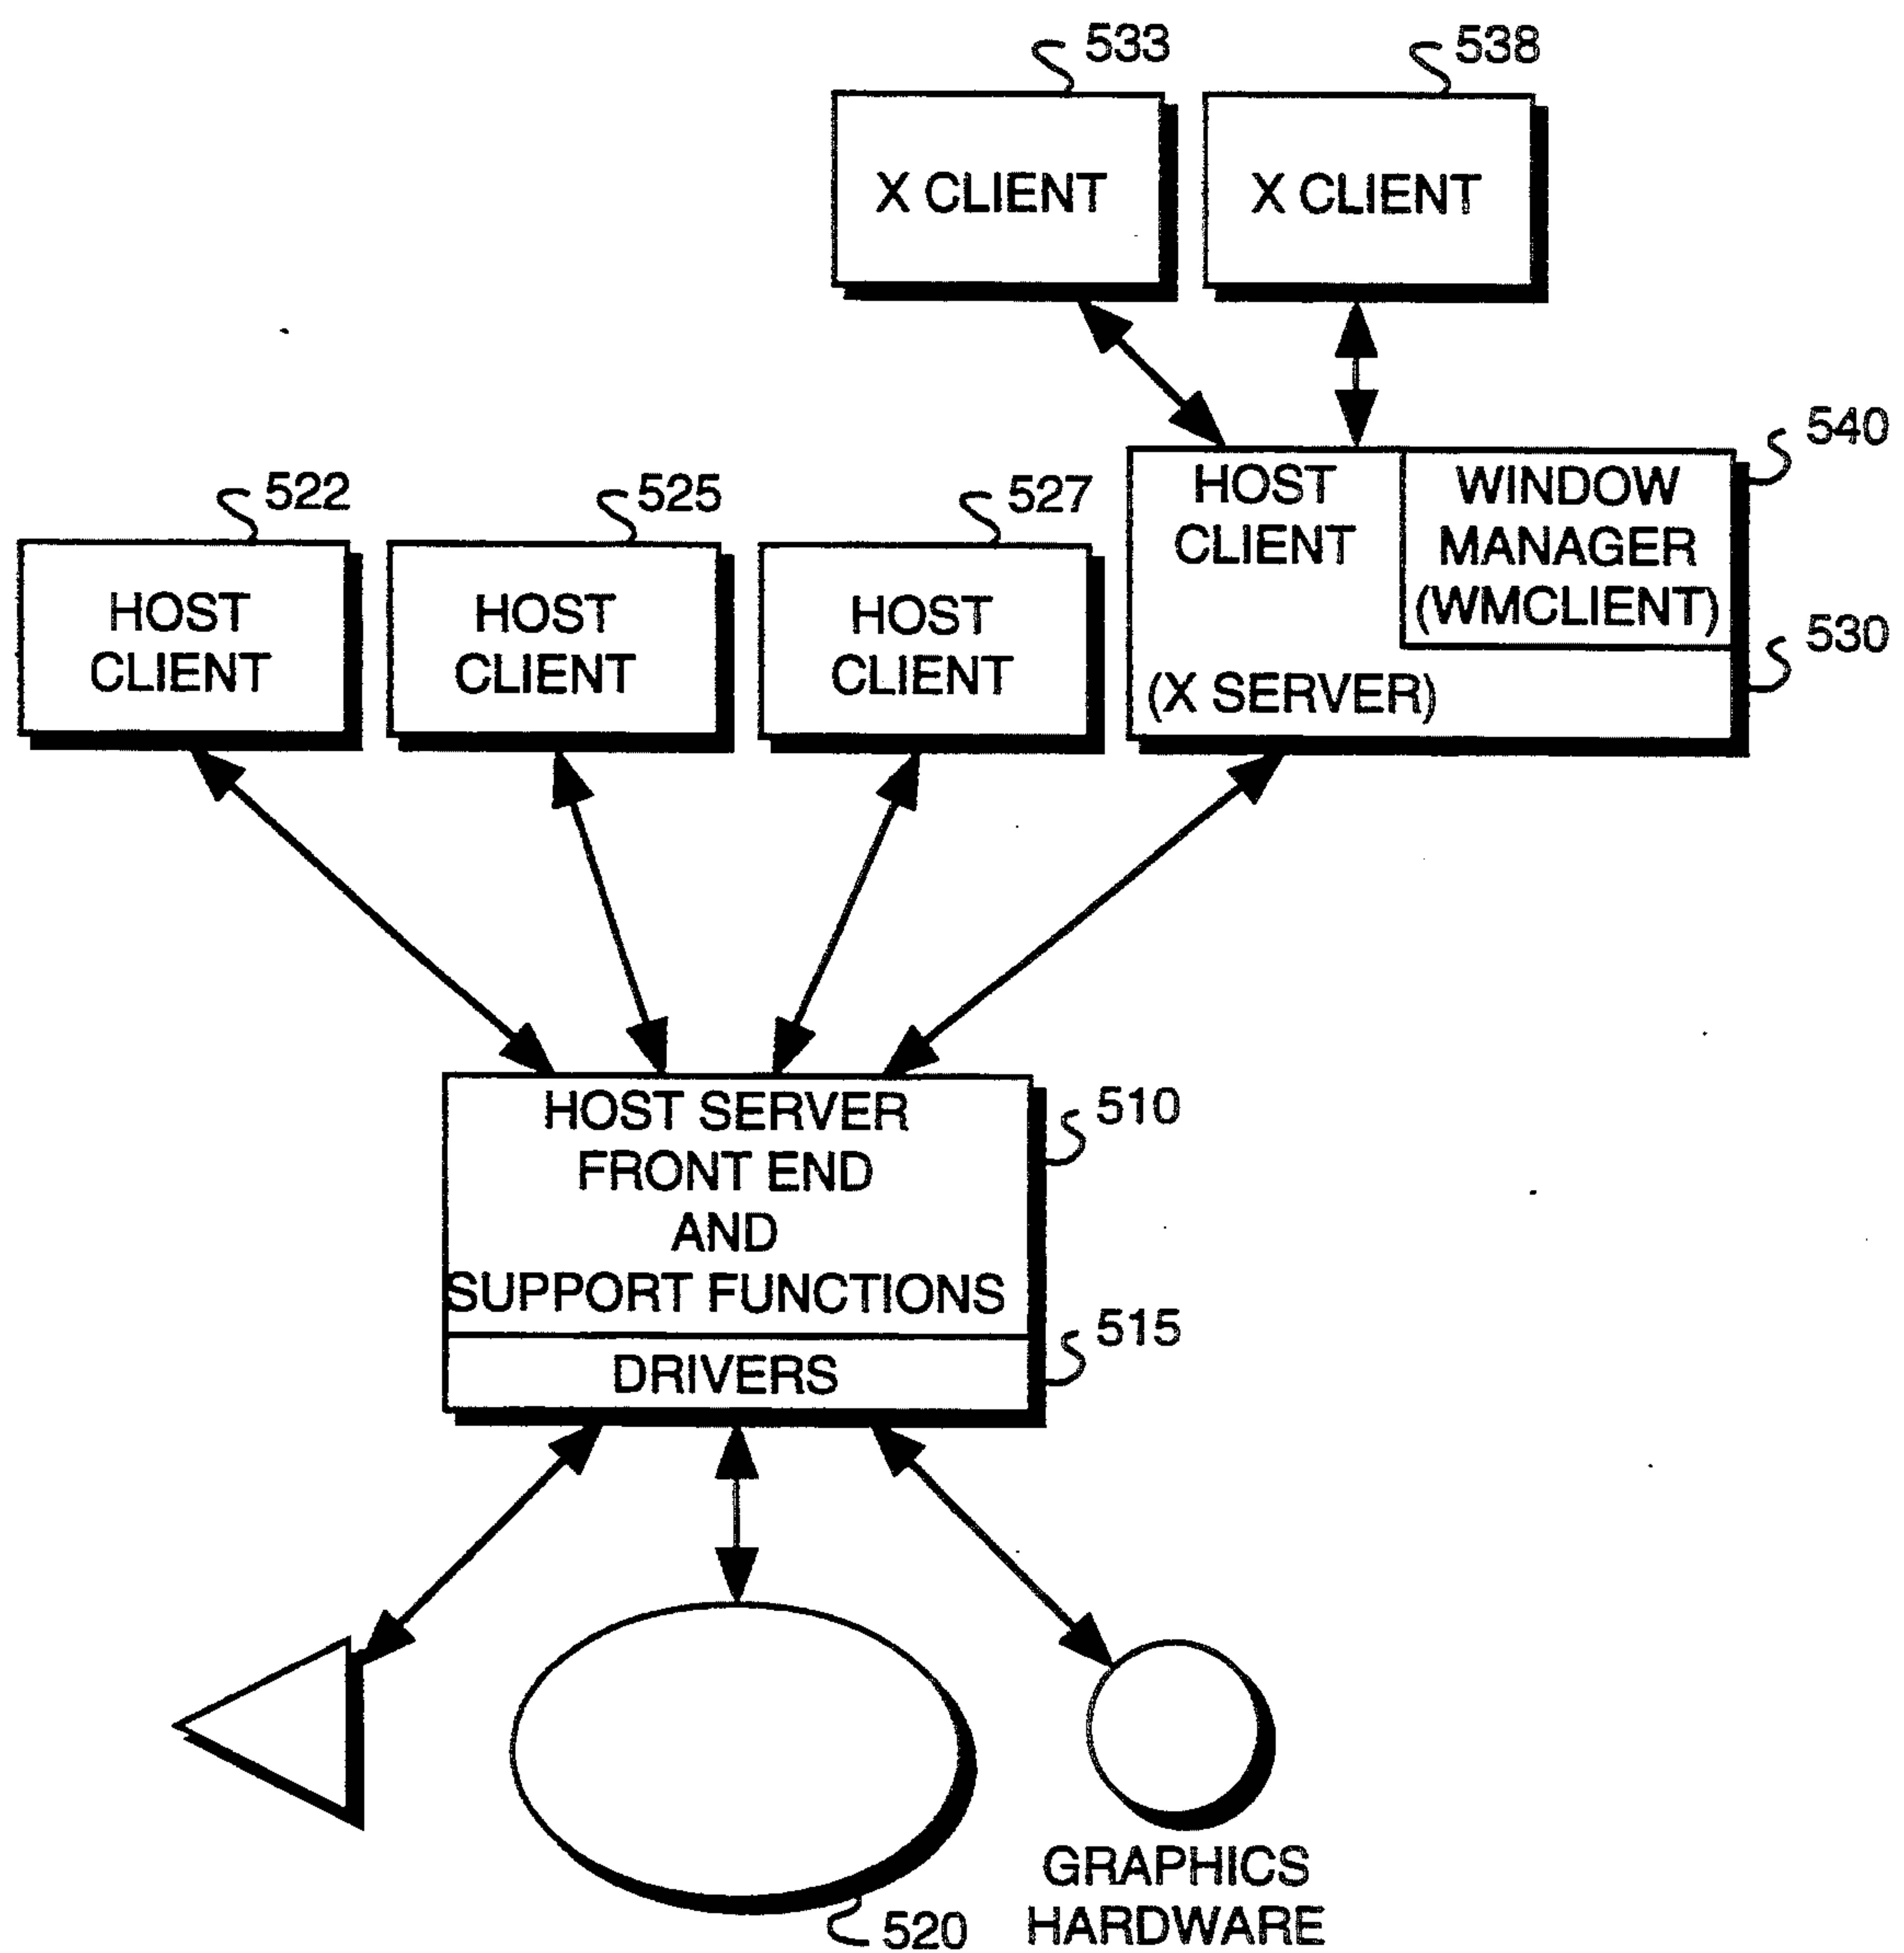 533
538
X CLIENT
X CLIENT
540
HOST
CLIENT
(X SERVER)
WINDOW
MANAGER
(WMCLIENT)
530
522
525
527
HOST
CLIENT
HOST
CLIENT
HOST
CLIENT
HOST SERVER
FRONT END
AND
SUPPORT FUNCTIONS
510
DRIVERS
515
520
GRAPHICS
HARDWARE